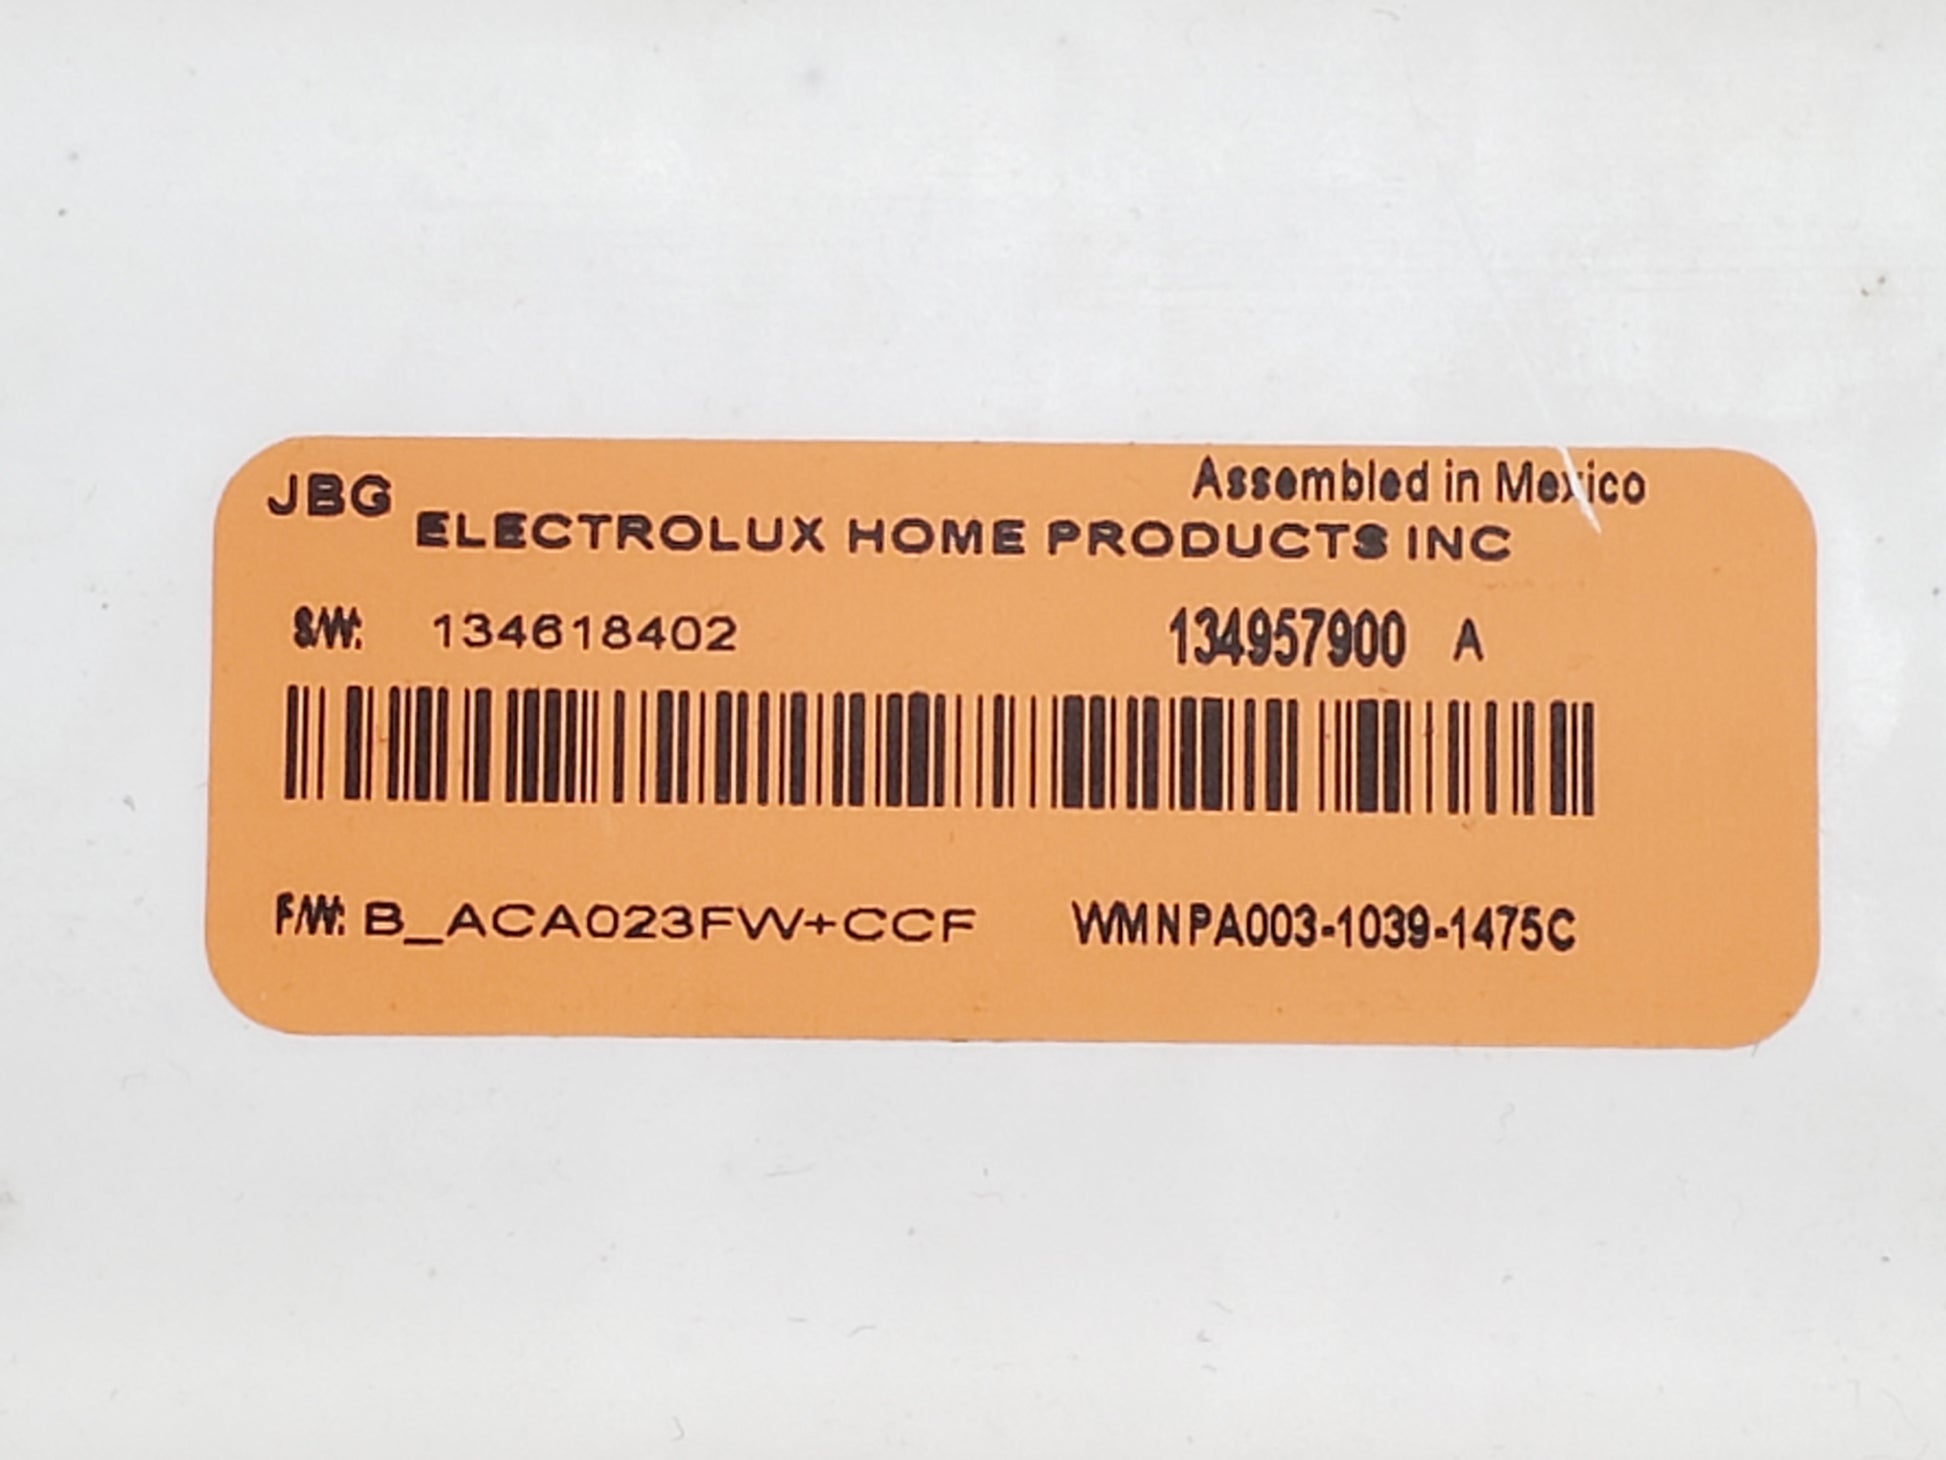 JBG Assembled in Mexico
ELECTROLUX HOME PRODUCTS INC
S/W: 134618402 134957900 A
F/W: B_ACA023FW+CCF WMNPA003-1039-1475C